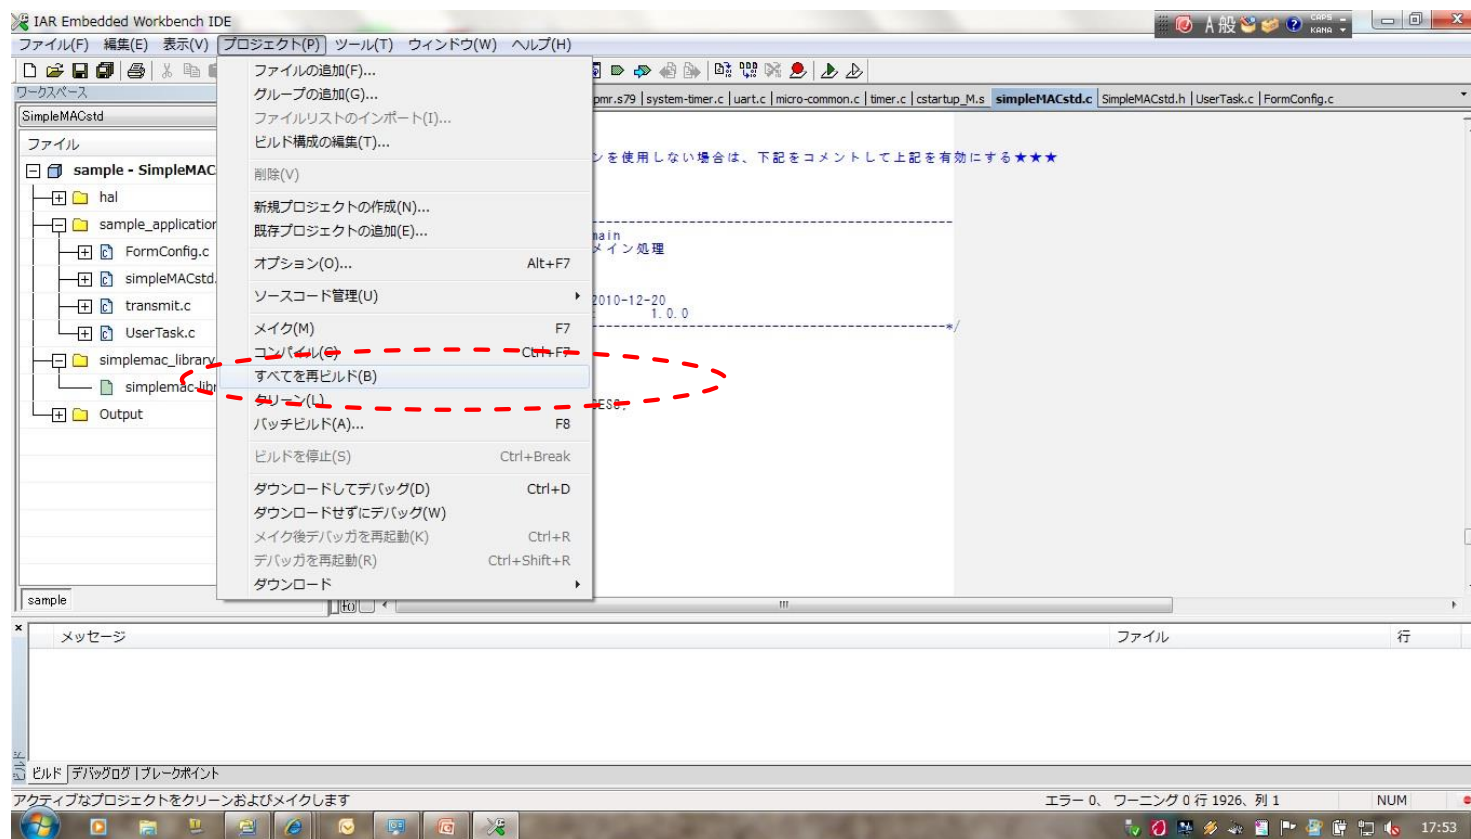 IAR Embedded Workbench IDE
A 般 CAPS KANA
ファイル(F) 編集(E) 表示(V) プロジェクト(P) ツール(T) ウィンドウ(W) ヘルプ(H)
ワークスペース
pmr.s79 | system-timer.c | uart.c | micro-common.c | timer.c | cstartup_M.s simpleMACstd.c SimpleMACstd.h | UserTask.c | FormConfig.c
SimpleMACstd
ファイル
sample - SimpleMAC
hal
sample_application
FormConfig.c
simpleMACstd.
transmit.c
UserTask.c
simplemac_library
simplemac-libr
Output
sample
ファイルの追加(F)...
グループの追加(G)...
ファイルリストのインポート(I)...
ビルド構成の編集(T)...
削除(V)
新規プロジェクトの作成(N)...
既存プロジェクトの追加(E)...
オプション(O)... Alt+F7
ソースコード管理(U)
メイク(M) F7
コンパイル(C) Ctrl+F7
すべてを再ビルド(B)
クリーン(L)
バッチビルド(A)... F8
ビルドを停止(S) Ctrl+Break
ダウンロードしてデバッグ(D) Ctrl+D
ダウンロードせずにデバッグ(W)
メイク後デバッガを再起動(K) Ctrl+R
デバッガを再起動(R) Ctrl+Shift+R
ダウンロード
ンを使用しない場合は、下記をコメントして上記を有効にする★★★
main
メイン処理
2010-12-20
1.0.0
----------------------------------------------*/
CESS;
メッセージ ファイル 行
ビルド
ビルド | デバッグログ | ブレークポイント
アクティブなプロジェクトをクリーンおよびメイクします エラー 0、 ワーニング 0 行 1926、列 1 NUM
17:53